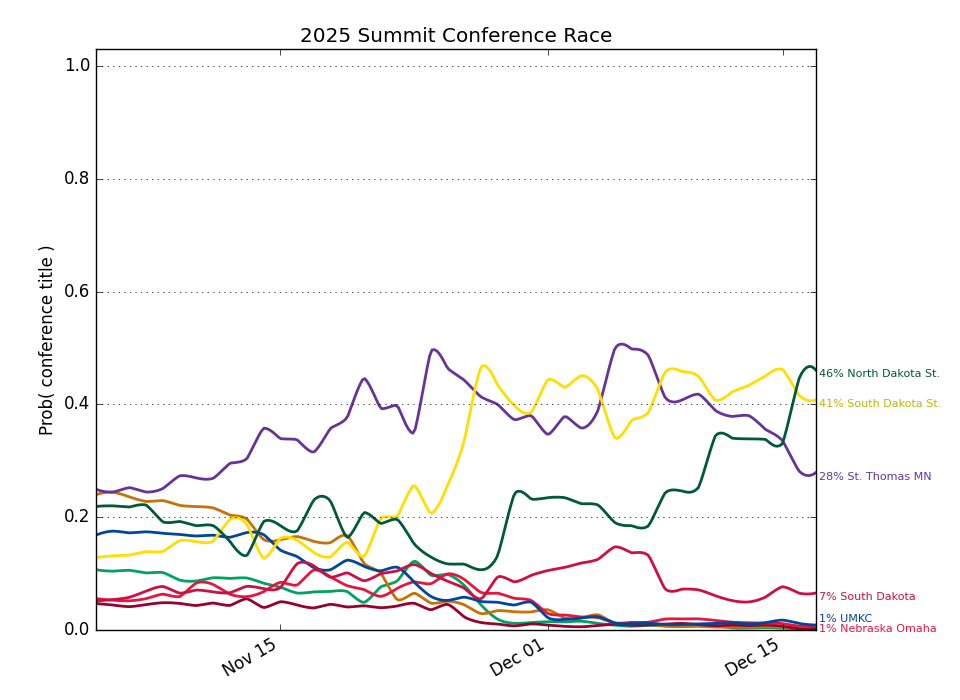 2025 Summit Conference Race
Prob( conference title )
1.0
0.8
0.6
0.4
0.2
0.0
Nov 15
Dec 01
Dec 15
46% North Dakota St.
41% South Dakota St.
28% St. Thomas MN
7% South Dakota
1% UMKC
1% Nebraska Omaha